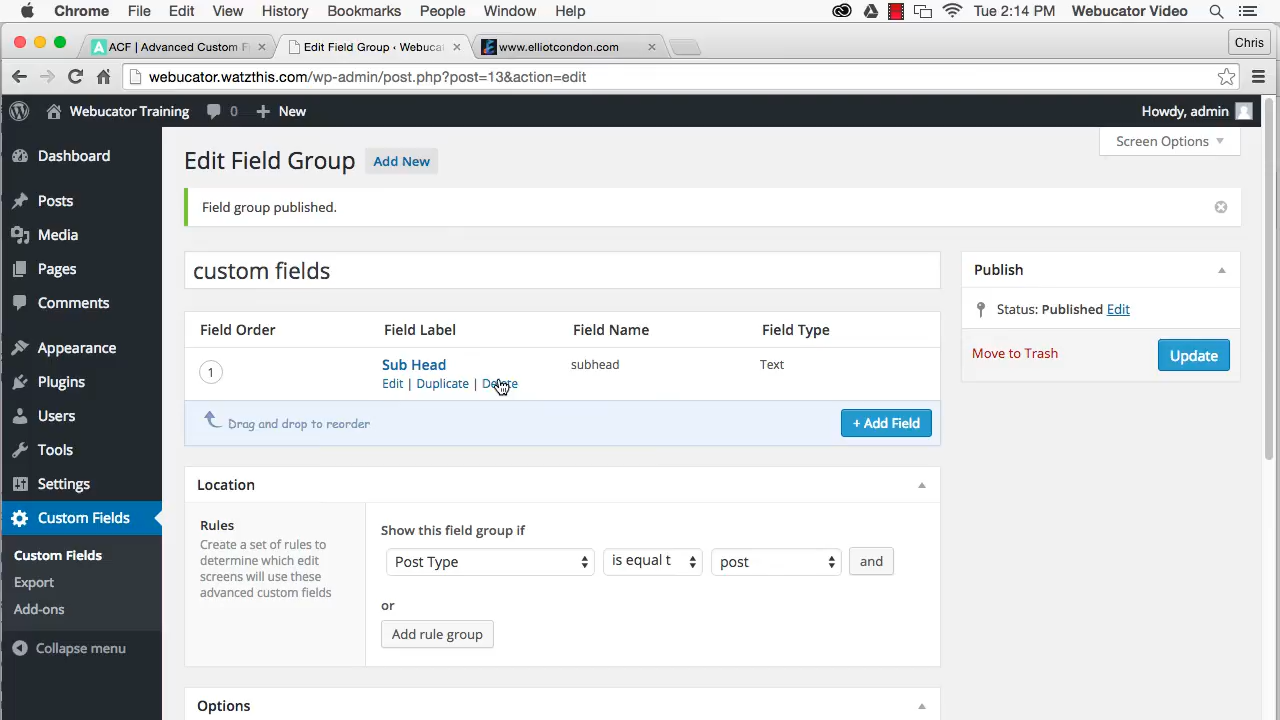 Chrome File Edit View History Bookmarks People Window Help Tue 2:14 PM Webucator Video
ACF | Advanced Custom F
Edit Field Group ‹ Webuca
www.elliotcondon.com
Chris
webucator.watzthis.com/wp-admin/post.php?post=13&action=edit
Webucator Training 0 + New Howdy, admin
Dashboard
Posts
Media
Pages
Comments
Appearance
Plugins
Users
Tools
Settings
Custom Fields
Custom Fields
Export
Add-ons
Collapse menu
Screen Options
Edit Field Group Add New
Field group published.
custom fields
Field Order Field Label Field Name Field Type
1 Sub Head subhead Text
Edit | Duplicate | Delete
Drag and drop to reorder + Add Field
Location
Rules
Create a set of rules to
determine which edit
screens will use these
advanced custom fields
Show this field group if
Post Type is equal t post and
or
Add rule group
Options
Publish
Status: Published Edit
Move to Trash Update